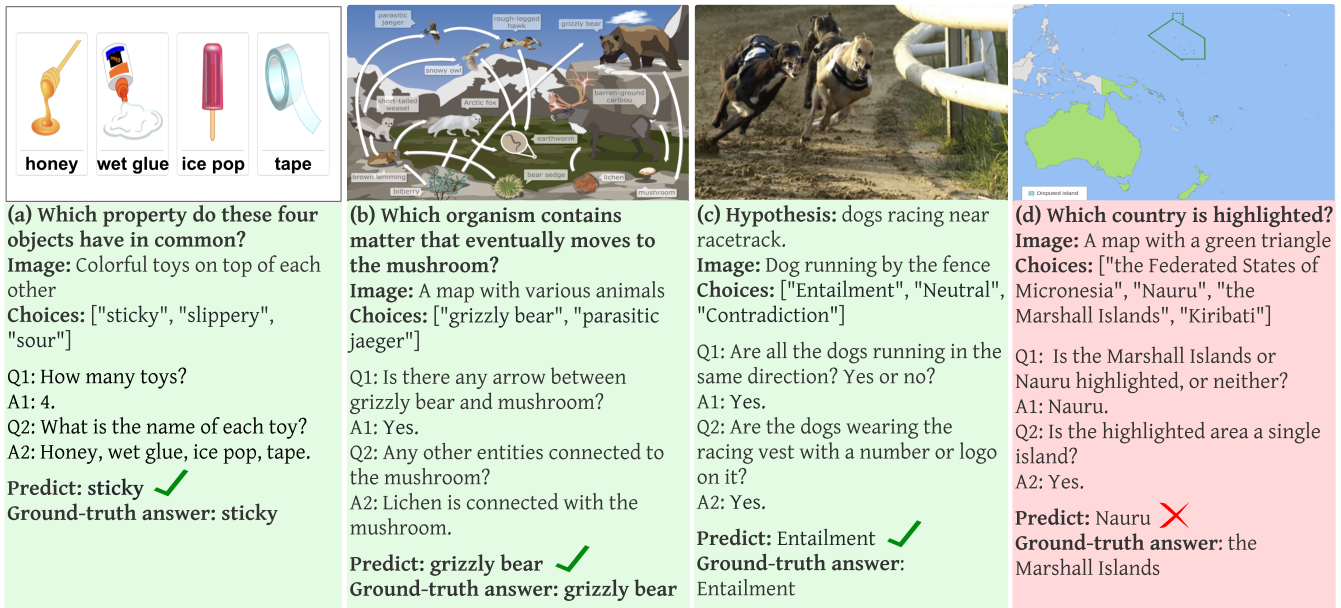 honey
wet glue
ice pop
tape
(a) Which property do these four
objects have in common?
Image: Colorful toys on top of each
other
Choices: ["sticky", "slippery",
"sour"]
Q1: How many toys?
A1: 4.
Q2: What is the name of each toy?
A2: Honey, wet glue, ice pop, tape.
Predict: sticky
Ground-truth answer: sticky
parasitic
jaeger
rough-legged
hawk
grizzly bear
snowy owl
short-tailed
weasel
Arctic fox
barren-ground
caribou
earthworm
brown lemming
bilberry
bear sedge
lichen
mushroom
(b) Which organism contains
matter that eventually moves to
the mushroom?
Image: A map with various animals
Choices: ["grizzly bear", "parasitic
jaeger"]
Q1: Is there any arrow between
grizzly bear and mushroom?
A1: Yes.
Q2: Any other entities connected to
the mushroom?
A2: Lichen is connected with the
mushroom.
Predict: grizzly bear
Ground-truth answer: grizzly bear
(c) Hypothesis: dogs racing near
racetrack.
Image: Dog running by the fence
Choices: ["Entailment", "Neutral",
"Contradiction"]
Q1: Are all the dogs running in the
same direction? Yes or no?
A1: Yes.
Q2: Are the dogs wearing the
racing vest with a number or logo
on it?
A2: Yes.
Predict: Entailment
Ground-truth answer:
Entailment
Disputed island
(d) Which country is highlighted?
Image: A map with a green triangle
Choices: ["the Federated States of
Micronesia", "Nauru", "the
Marshall Islands", "Kiribati"]
Q1: Is the Marshall Islands or
Nauru highlighted, or neither?
A1: Nauru.
Q2: Is the highlighted area a single
island?
A2: Yes.
Predict: Nauru
Ground-truth answer: the
Marshall Islands